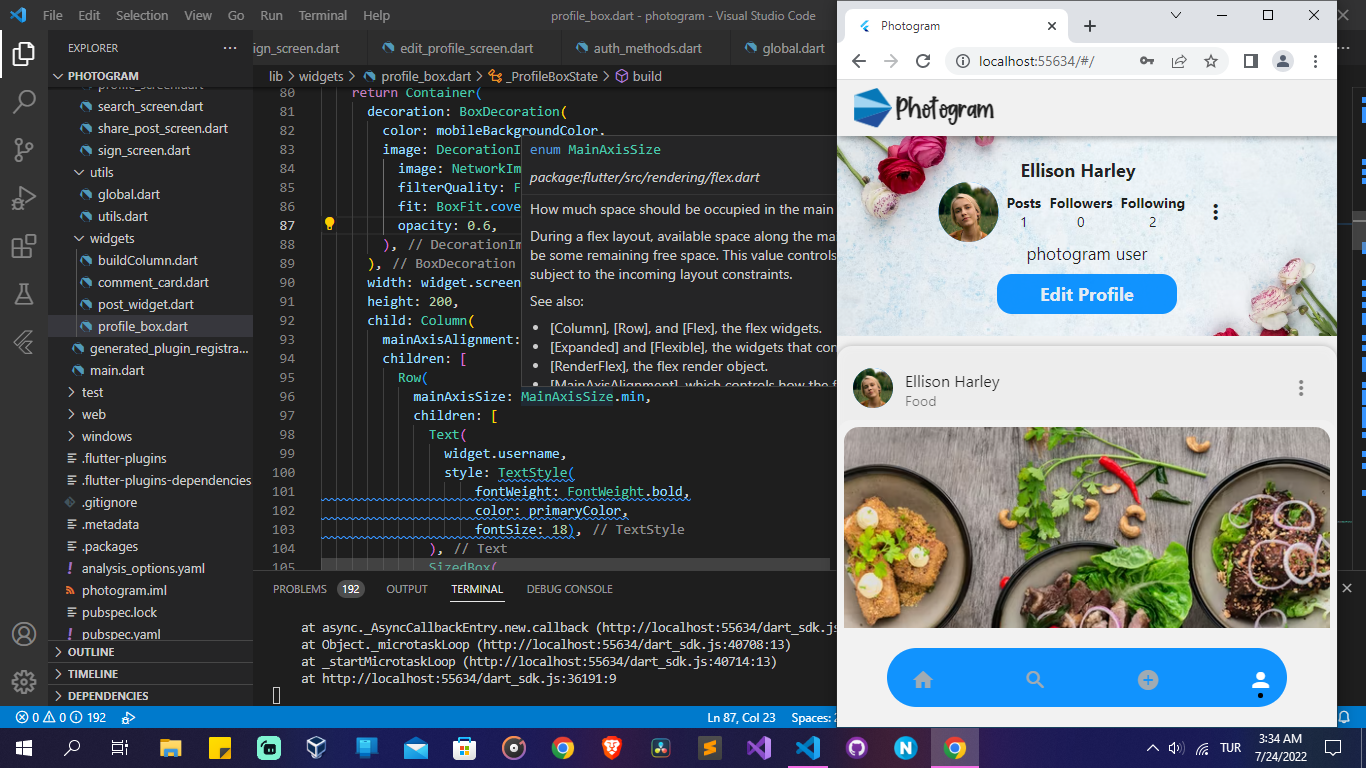 File Edit Selection View Go Run Terminal Help
profile_box.dart - photogram - Visual Studio Code
EXPLORER
PHOTOGRAM
profile_screen.dart
search_screen.dart
share_post_screen.dart
sign_screen.dart
utils
global.dart
utils.dart
widgets
buildColumn.dart
comment_card.dart
post_widget.dart
profile_box.dart
generated_plugin_registra...
main.dart
test
web
windows
.flutter-plugins
.flutter-plugins-dependencies
.gitignore
.metadata
.packages
analysis_options.yaml
photogram.iml
pubspec.lock
pubspec.yaml
OUTLINE
TIMELINE
DEPENDENCIES
ign_screen.dart
edit_profile_screen.dart
auth_methods.dart
global.dart
lib > widgets > profile_box.dart > _ProfileBoxState > build
80 return Container(
81 decoration: BoxDecoration(
82 color: mobileBackgroundColor,
83 image: DecorationI
84 image: NetworkIm
85 filterQuality: F
86 fit: BoxFit.cove
87 opacity: 0.6,
88 ), // DecorationIm
89 ), // BoxDecoration
90 width: widget.screen
91 height: 200,
92 child: Column(
93 mainAxisAlignment:
94 children: [
95 Row(
96 mainAxisSize: MainAxisSize.min,
97 children: [
98 Text(
99 widget.username,
100 style: TextStyle(
101 fontWeight: FontWeight.bold,
102 color: primaryColor,
103 fontSize: 18), // TextStyle
104 ), // Text
105 SizedBox(
enum MainAxisSize
package:flutter/src/rendering/flex.dart
How much space should be occupied in the main
During a flex layout, available space along the mai
be some remaining free space. This value controls
subject to the incoming layout constraints.
See also:
• [Column], [Row], and [Flex], the flex widgets.
• [Expanded] and [Flexible], the widgets that con
• [RenderFlex], the flex render object.
• [MainAxisAlignment], which controls how the f
PROBLEMS 192 OUTPUT TERMINAL DEBUG CONSOLE
at async._AsyncCallbackEntry.new.callback (http://localhost:55634/dart_sdk.js
at Object._microtaskLoop (http://localhost:55634/dart_sdk.js:40708:13)
at _startMicrotaskLoop (http://localhost:55634/dart_sdk.js:40714:13)
at http://localhost:55634/dart_sdk.js:36191:9
0 0 192
Ln 87, Col 23 Spaces: 2
Photogram
localhost:55634/#/
Photogram
Ellison Harley
Posts Followers Following
1 0 2
photogram user
Edit Profile
Ellison Harley
Food
TUR
3:34 AM
7/24/2022